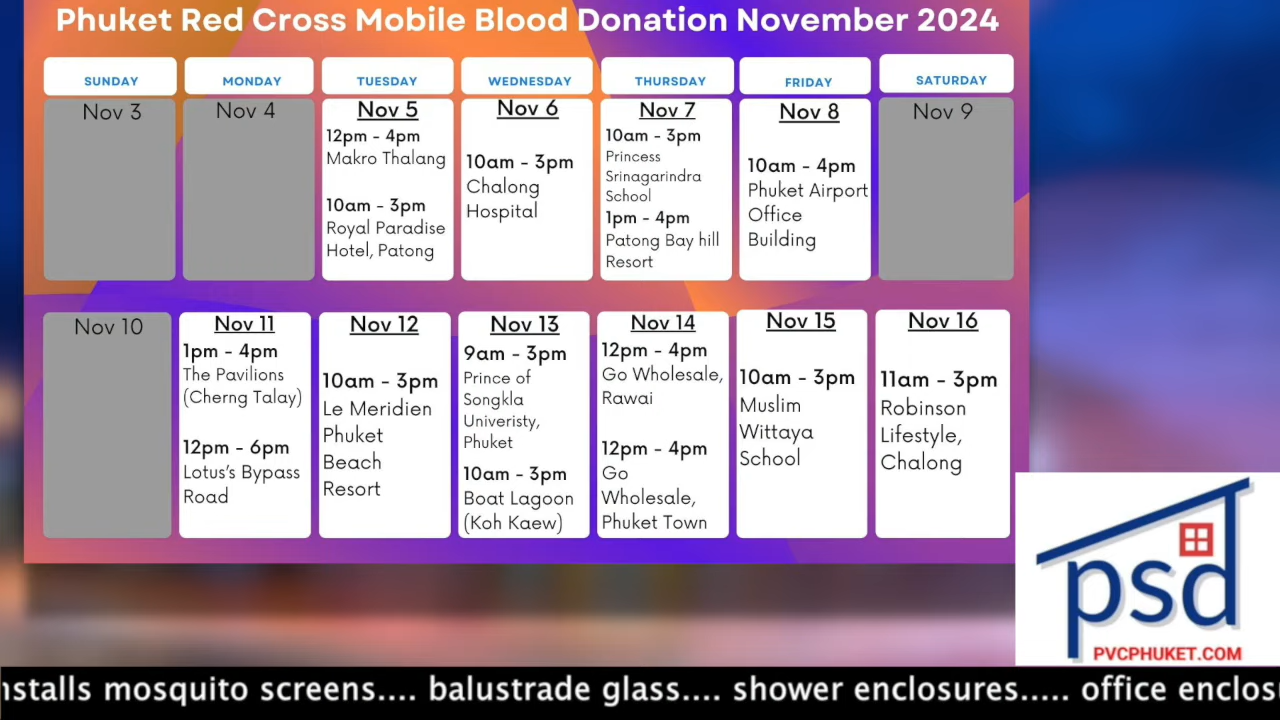 Phuket Red Cross Mobile Blood Donation November 2024
SUNDAY
MONDAY
TUESDAY
WEDNESDAY
THURSDAY
FRIDAY
SATURDAY
Nov 3
Nov 4
Nov 5
12pm - 4pm
Makro Thalang
10am - 3pm
Royal Paradise
Hotel, Patong
Nov 6
10am - 3pm
Chalong
Hospital
Nov 7
10am - 3pm
Princess
Srinagarindra
School
1pm - 4pm
Patong Bay hill
Resort
Nov 8
10am - 4pm
Phuket Airport
Office
Building
Nov 9
Nov 10
Nov 11
1pm - 4pm
The Pavilions
(Cherng Talay)
12pm - 6pm
Lotus's Bypass
Road
Nov 12
10am - 3pm
Le Meridien
Phuket
Beach
Resort
Nov 13
9am - 3pm
Prince of
Songkla
Univeristy,
Phuket
10am - 3pm
Boat Lagoon
(Koh Kaew)
Nov 14
12pm - 4pm
Go Wholesale,
Rawai
12pm - 4pm
Go
Wholesale,
Phuket Town
Nov 15
10am - 3pm
Muslim
Wittaya
School
Nov 16
11am - 3pm
Robinson
Lifestyle,
Chalong
psd
PVCPHUKET.COM
nstalls mosquito screens.... balustrade glass.... shower enclosures..... office enclos